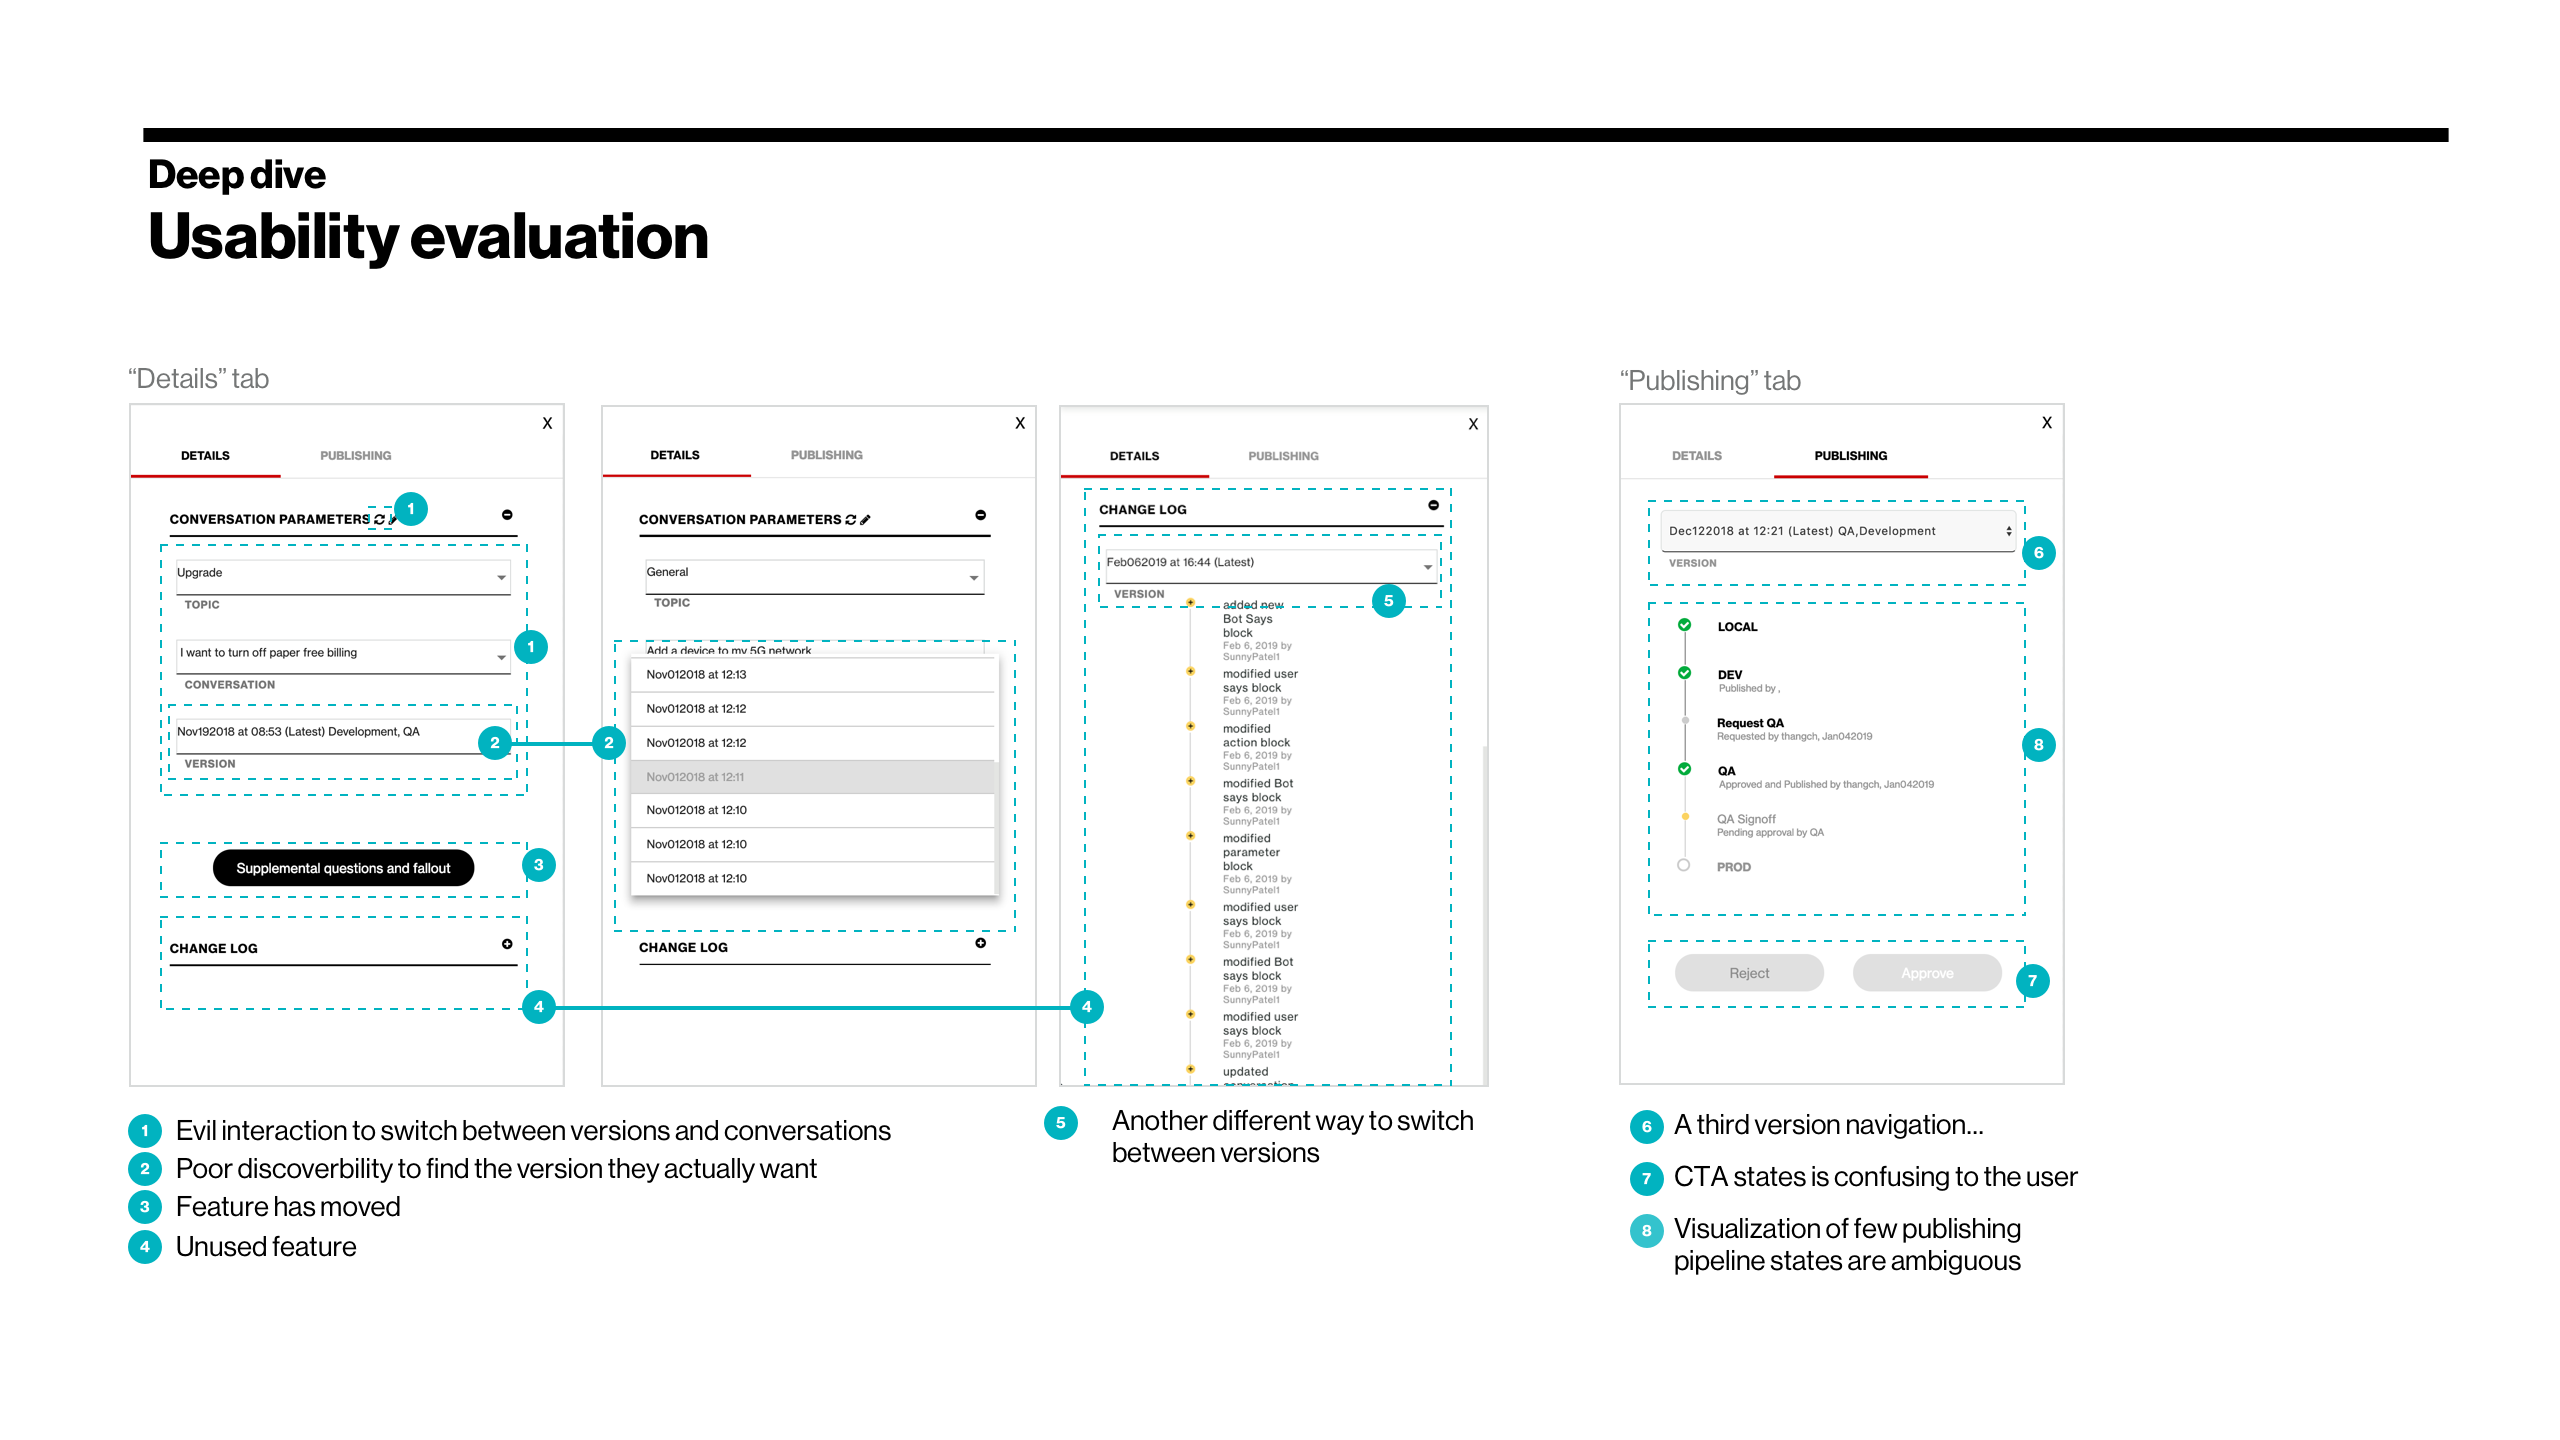 Deep dive
Usability evaluation
“Details” tab
X
DETAILS PUBLISHING
CONVERSATION PARAMETERS
1
Upgrade
TOPIC
1
I want to turn off paper free billing
CONVERSATION
Nov192018 at 08:53 (Latest) Development, QA
2
VERSION
Supplemental questions and fallout
3
CHANGE LOG
4
X
DETAILS PUBLISHING
CONVERSATION PARAMETERS
General
TOPIC
Add a device to my 5G network
Nov012018 at 12:13
Nov012018 at 12:12
2
Nov012018 at 12:12
Nov012018 at 12:11
Nov012018 at 12:10
Nov012018 at 12:10
Nov012018 at 12:10
CHANGE LOG
X
DETAILS PUBLISHING
CHANGE LOG
Feb062019 at 16:44 (Latest)
VERSION
5
added new
Bot Says
block
Feb 6, 2019 by
SunnyPatel1
modified user
says block
Feb 6, 2019 by
SunnyPatel1
modified
action block
Feb 6, 2019 by
SunnyPatel1
modified Bot
says block
Feb 6, 2019 by
SunnyPatel1
modified
parameter
block
Feb 6, 2019 by
SunnyPatel1
modified user
says block
Feb 6, 2019 by
SunnyPatel1
modified Bot
says block
Feb 6, 2019 by
SunnyPatel1
4
modified user
says block
Feb 6, 2019 by
SunnyPatel1
updated
“Publishing” tab
X
DETAILS PUBLISHING
Dec122018 at 12:21 (Latest) QA,Development
6
VERSION
LOCAL
DEV
Published by ,
Request QA
Requested by thangch, Jan042019
8
QA
Approved and Published by thangch, Jan042019
QA Signoff
Pending approval by QA
PROD
Reject Approve
7
1 Evil interaction to switch between versions and conversations
2 Poor discoverbility to find the version they actually want
3 Feature has moved
4 Unused feature
5 Another different way to switch
between versions
6 A third version navigation...
7 CTA states is confusing to the user
8 Visualization of few publishing
pipeline states are ambiguous